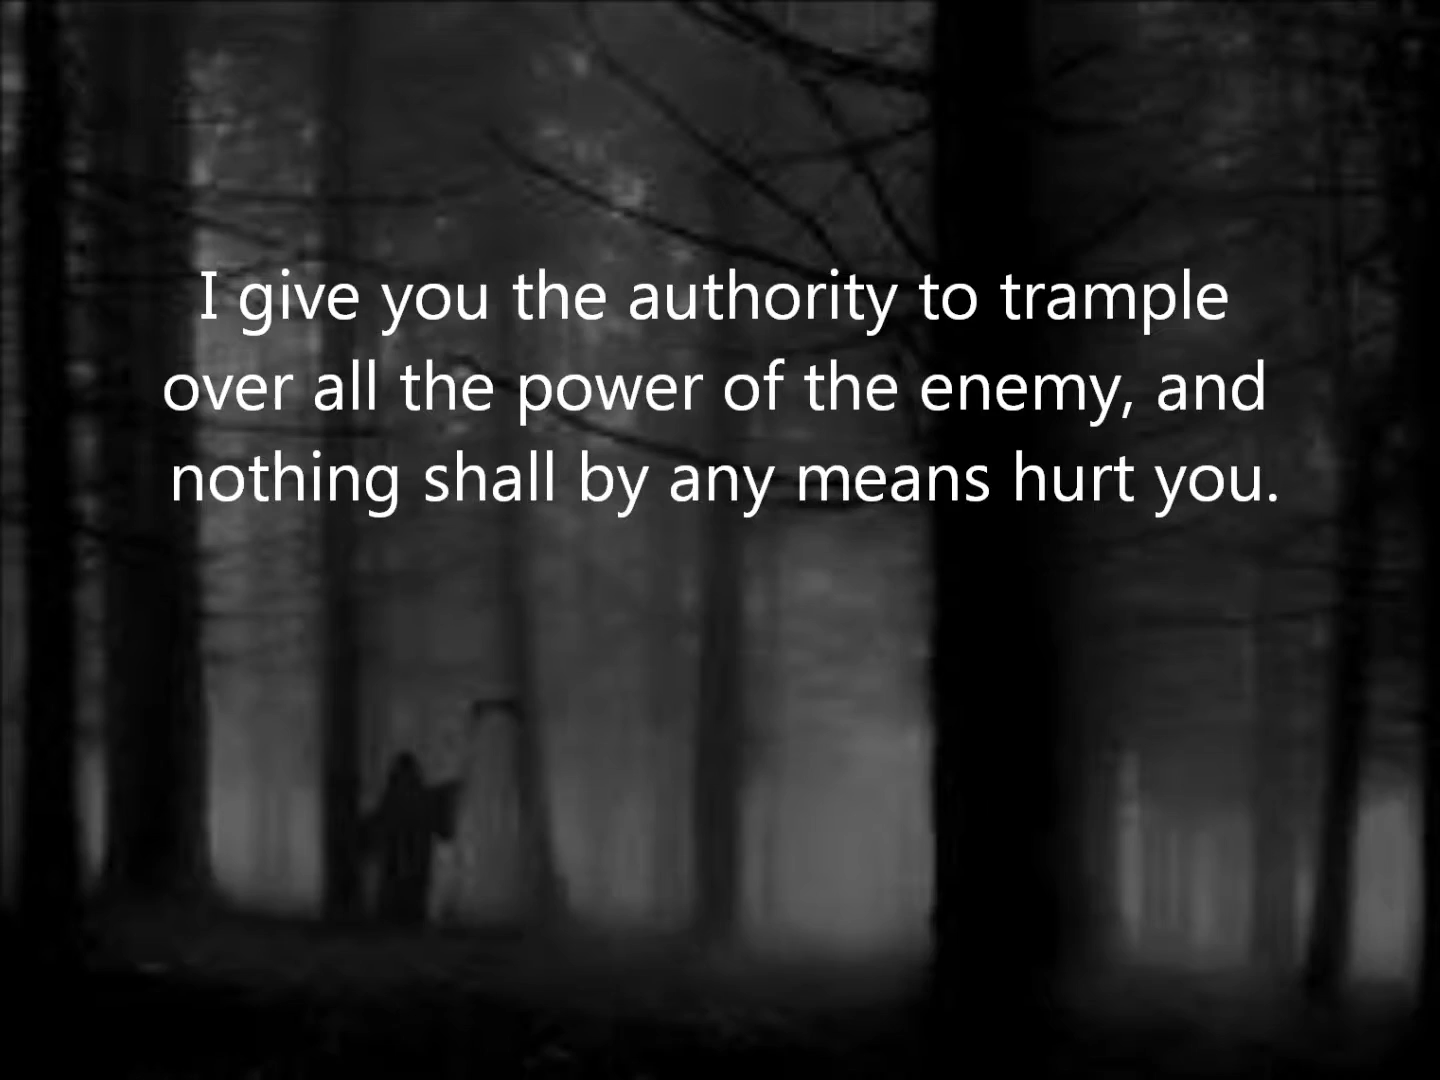 I give you the authority to trample
over all the power of the enemy, and
nothing shall by any means hurt you.